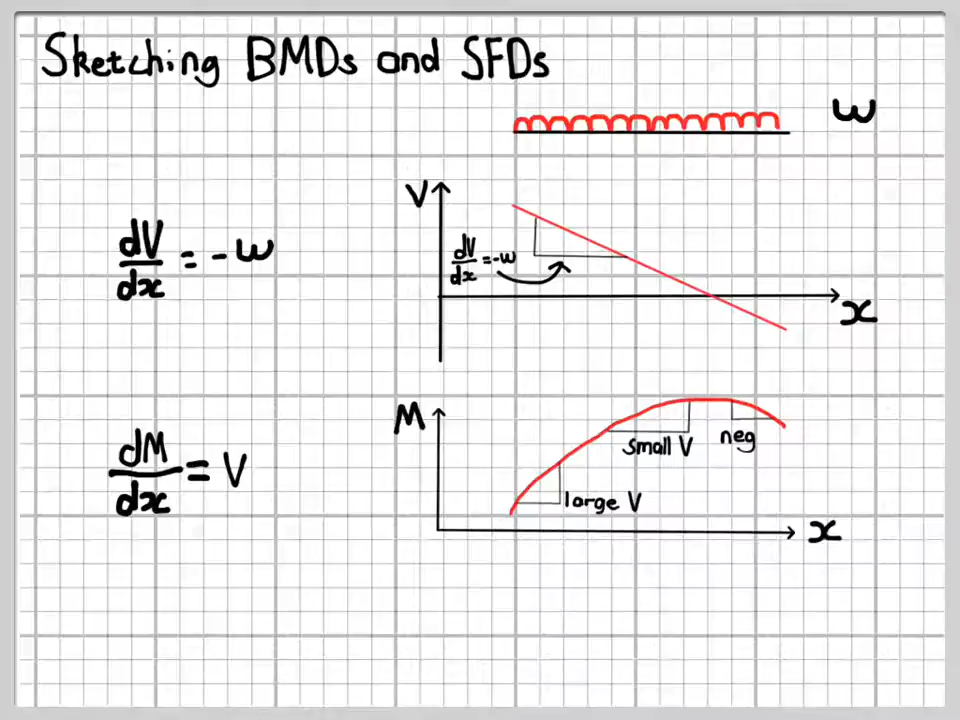 Sketching BMDs and SFDs
w
V
dV/dx = -w
dV/dx = -w
x
M
small V
neg
dM/dx = V
large V
x